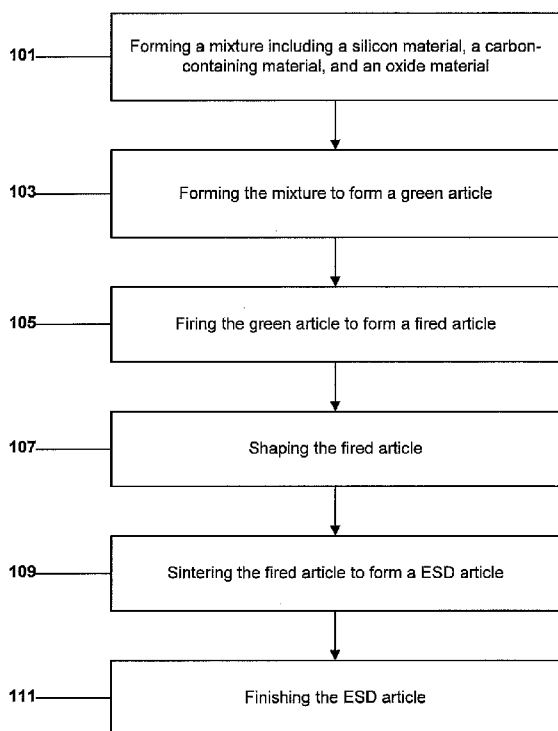 101
Forming a mixture including a silicon material, a carbon-
containing material, and an oxide material
103
Forming the mixture to form a green article
105
Firing the green article to form a fired article
107
Shaping the fired article
109
Sintering the fired article to form a ESD article
111
Finishing the ESD article